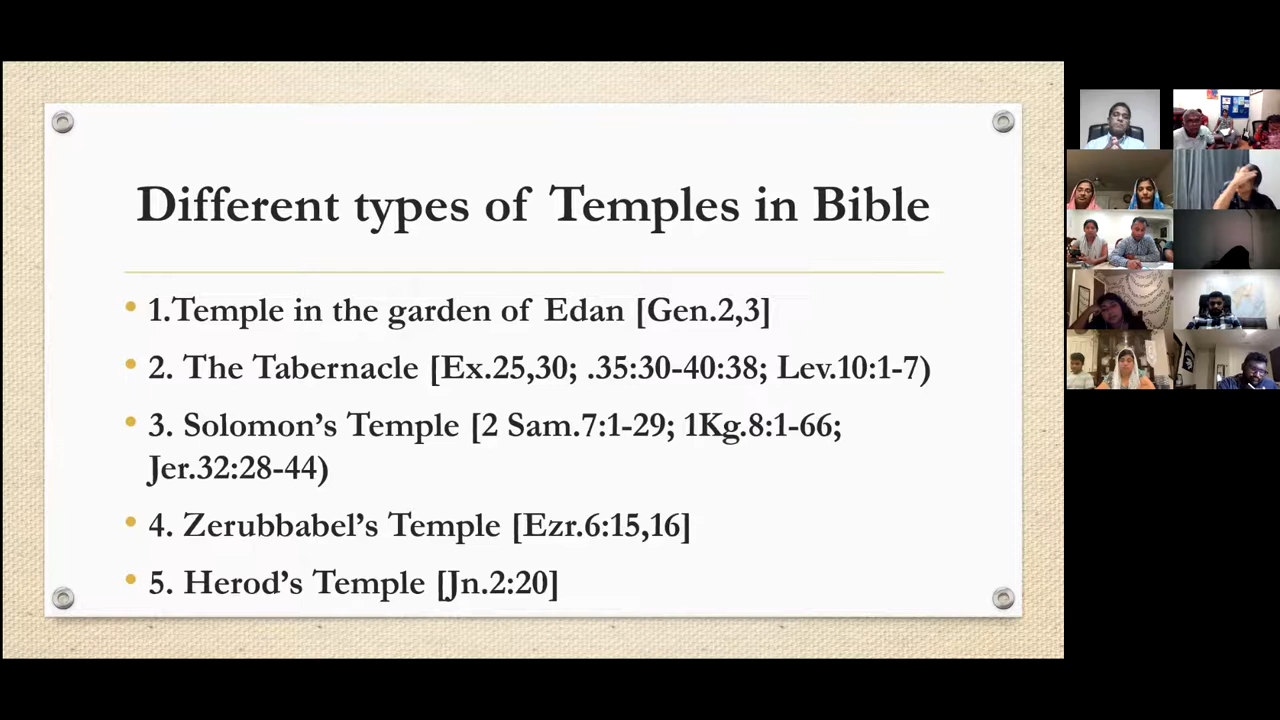 Different types of Temples in Bible
• 1.Temple in the garden of Edan [Gen.2,3]
• 2. The Tabernacle [Ex.25,30; .35:30-40:38; Lev.10:1-7)
• 3. Solomon’s Temple [2 Sam.7:1-29; 1Kg.8:1-66;
Jer.32:28-44)
• 4. Zerubbabel’s Temple [Ezr.6:15,16]
• 5. Herod’s Temple [Jn.2:20]